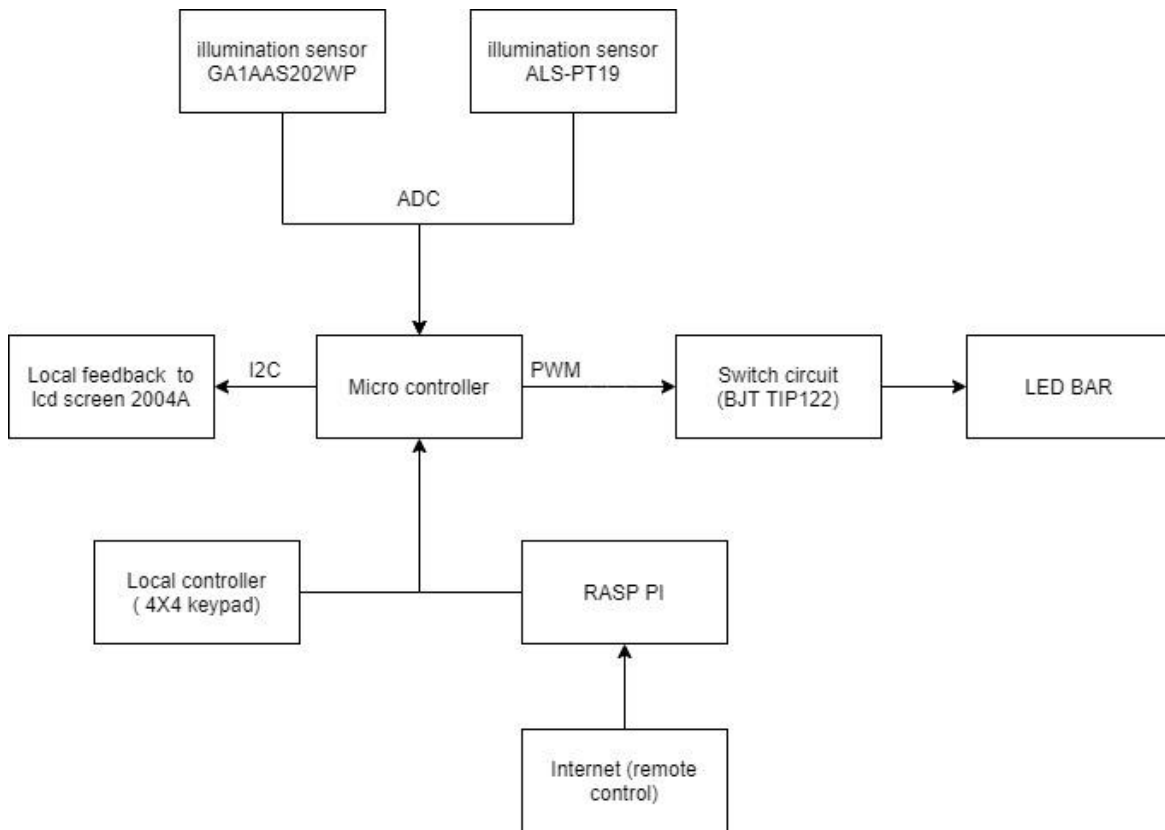 illumination sensor
GA1AAS202WP
illumination sensor
ALS-PT19
ADC
Local feedback to
lcd screen 2004A
I2C
Micro controller
PWM
Switch circuit
(BJT TIP122)
LED BAR
Local controller
( 4X4 keypad)
RASP PI
Internet (remote
control)